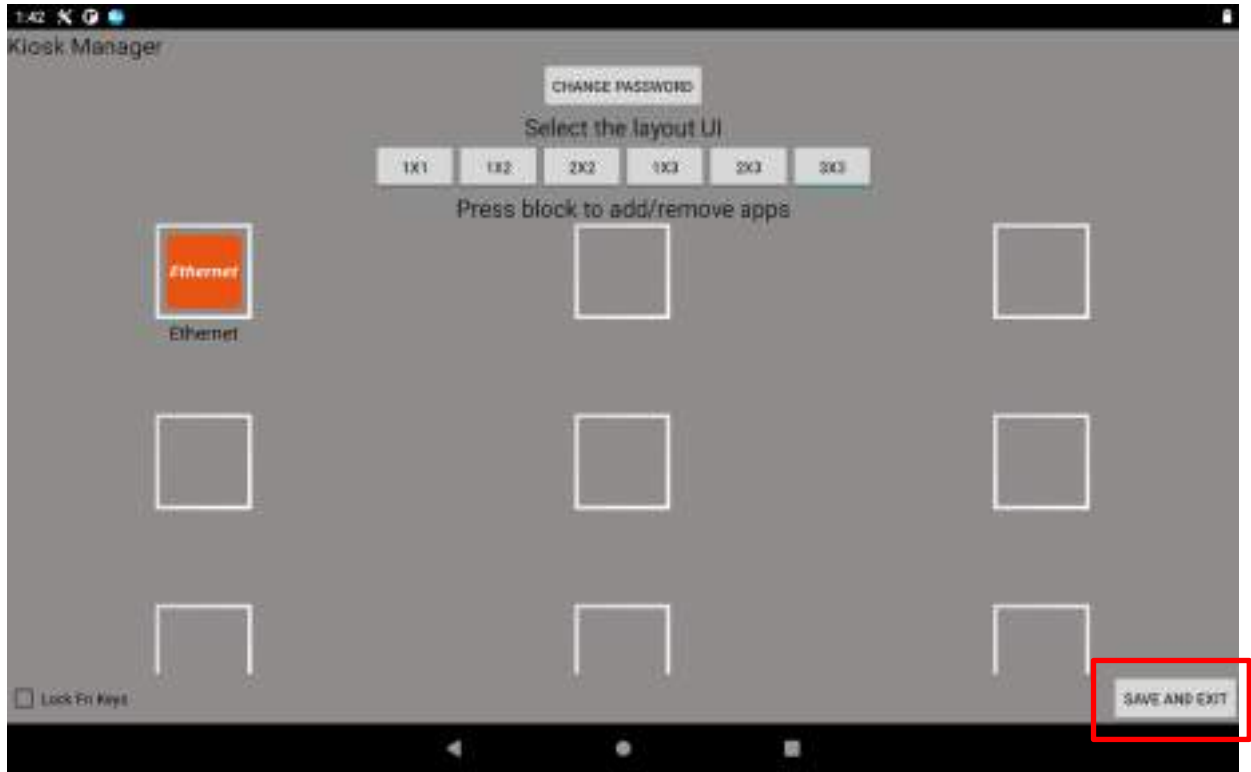 1:42
Kiosk Manager
CHANGE PASSWORD
Select the layout UI
1X1 1X2 2X2 1X3 2X3 3X3
Press block to add/remove apps
Ethernet
Ethernet
Lock Fn Keys
SAVE AND EXIT